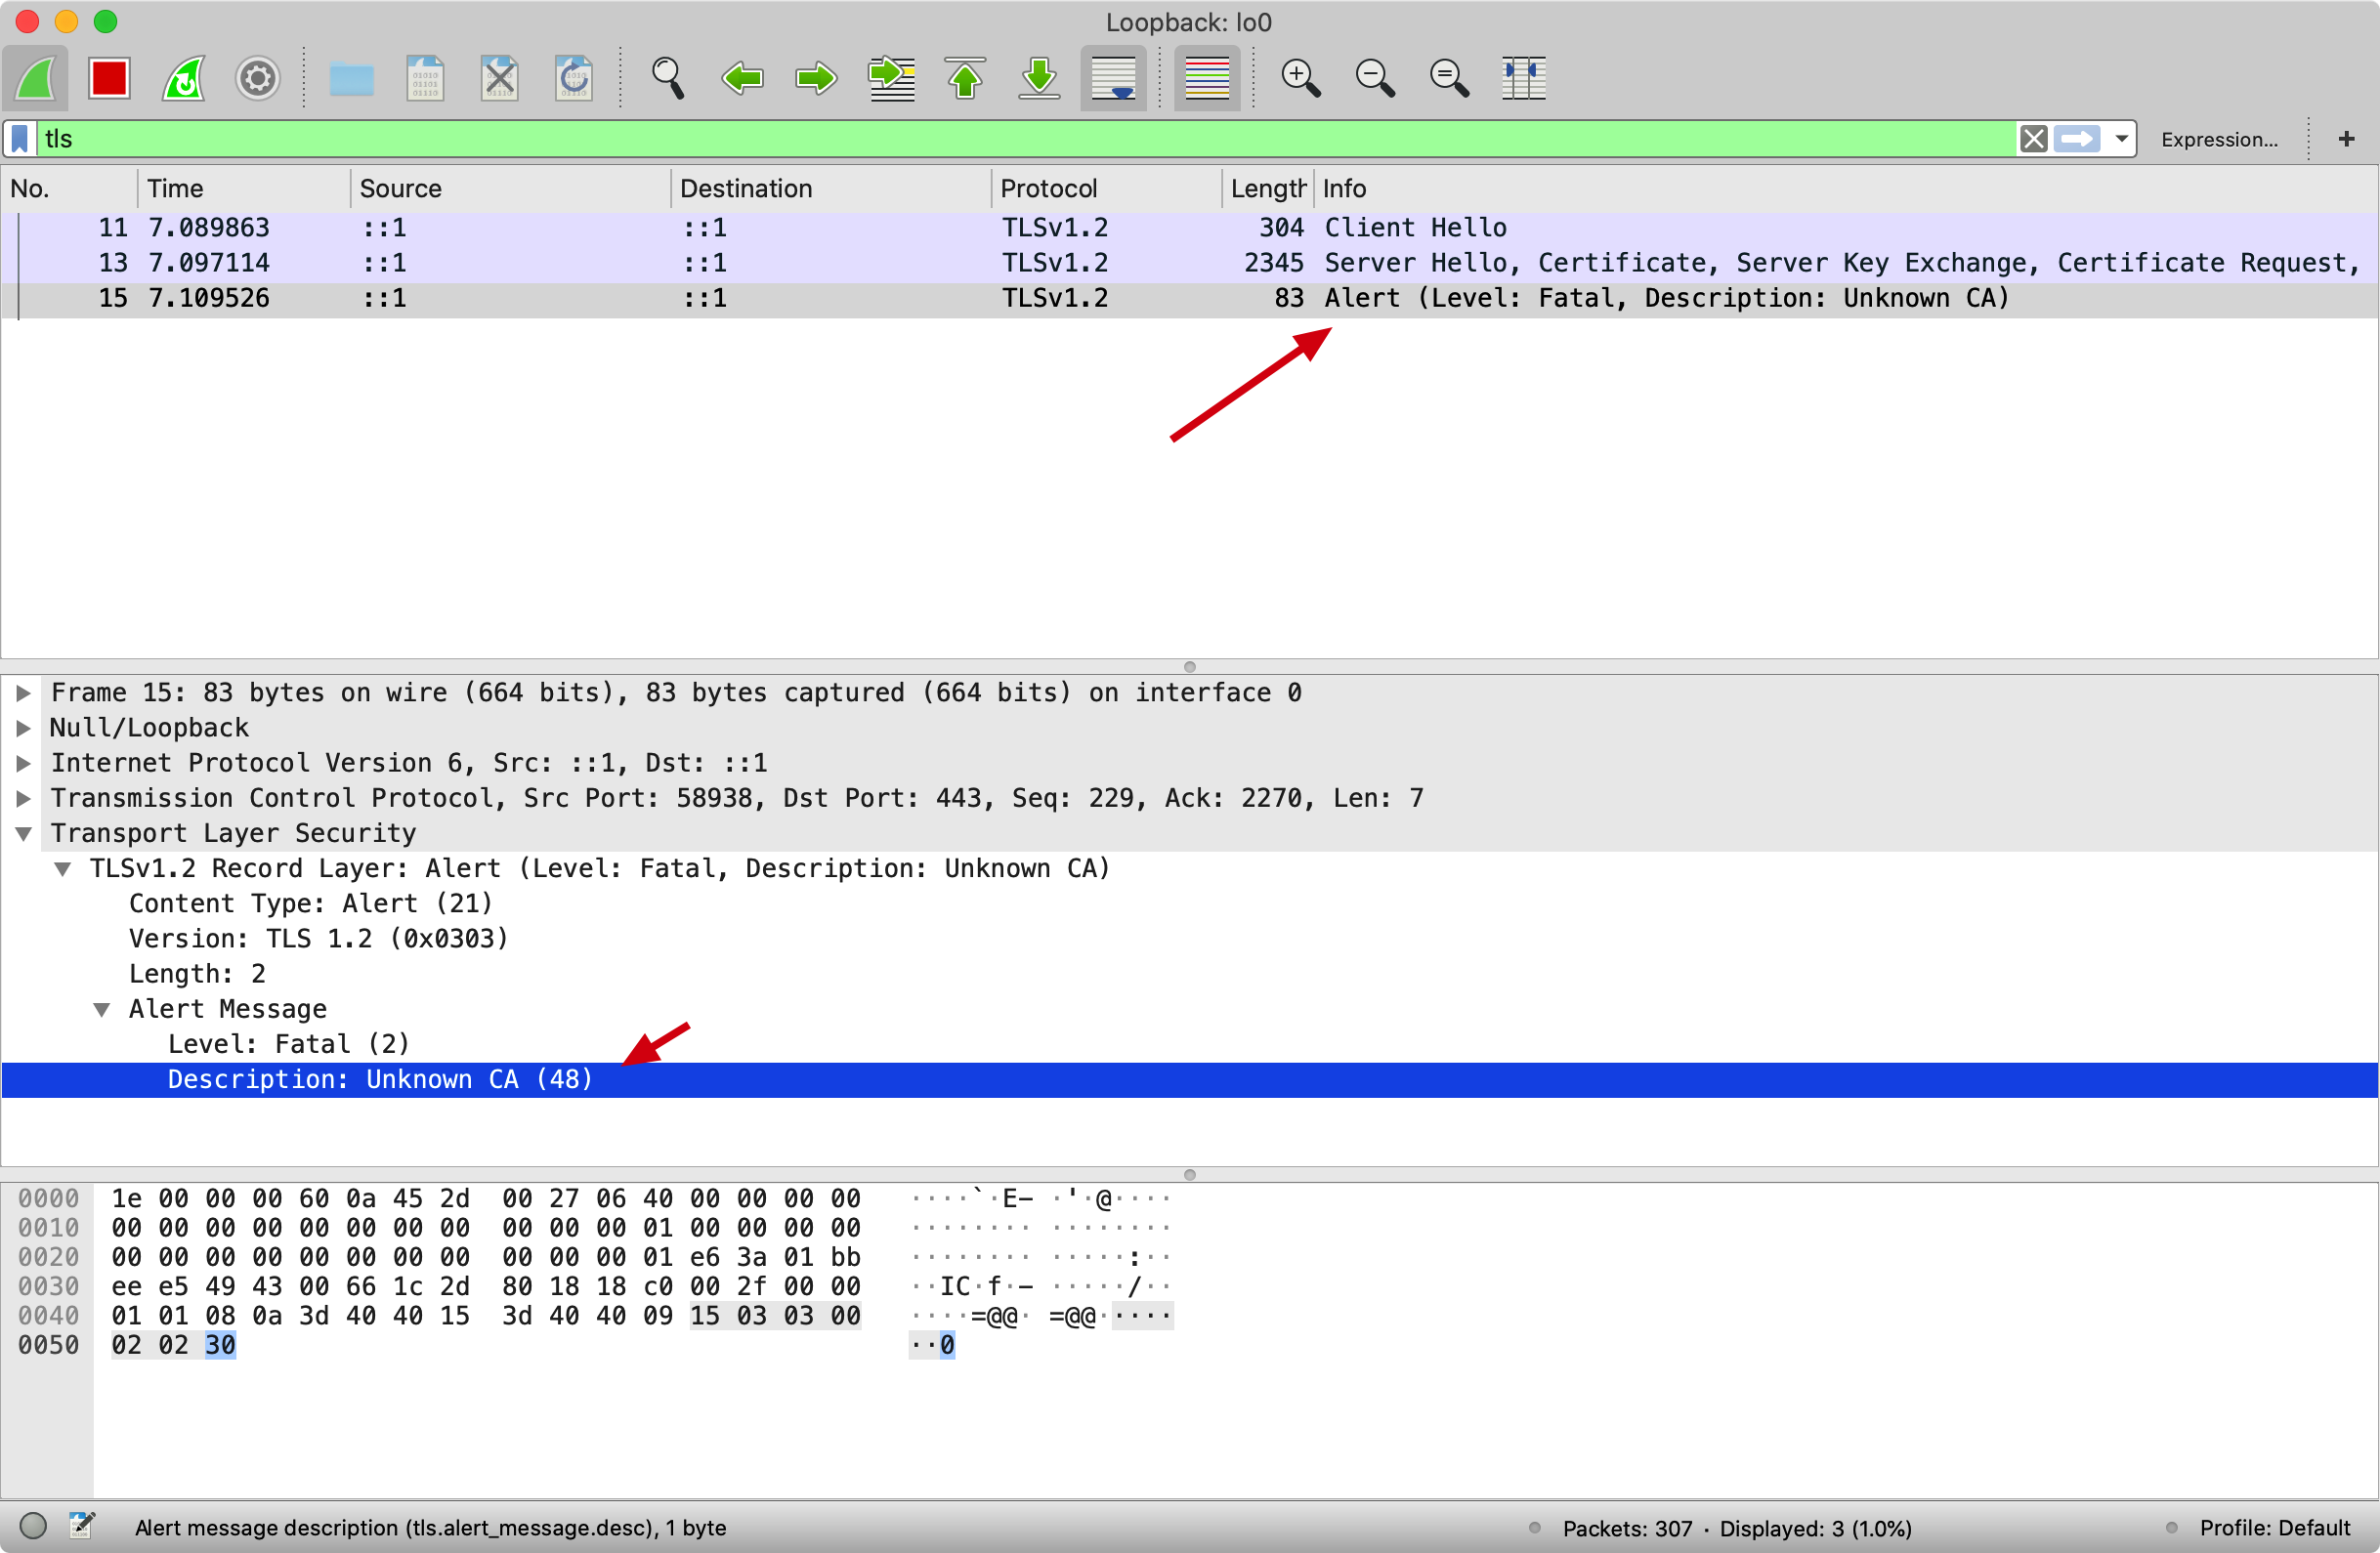 Loopback: lo0
tls
Expression...
+
No. Time Source Destination Protocol Length Info
11 7.089863 ::1 ::1 TLSv1.2 304 Client Hello
13 7.097114 ::1 ::1 TLSv1.2 2345 Server Hello, Certificate, Server Key Exchange, Certificate Request,
15 7.109526 ::1 ::1 TLSv1.2 83 Alert (Level: Fatal, Description: Unknown CA)
Frame 15: 83 bytes on wire (664 bits), 83 bytes captured (664 bits) on interface 0
Null/Loopback
Internet Protocol Version 6, Src: ::1, Dst: ::1
Transmission Control Protocol, Src Port: 58938, Dst Port: 443, Seq: 229, Ack: 2270, Len: 7
Transport Layer Security
TLSv1.2 Record Layer: Alert (Level: Fatal, Description: Unknown CA)
Content Type: Alert (21)
Version: TLS 1.2 (0x0303)
Length: 2
Alert Message
Level: Fatal (2)
Description: Unknown CA (48)
0000 1e 00 00 00 60 0a 45 2d 00 27 06 40 00 00 00 00 ····`·E- ·'·@····
0010 00 00 00 00 00 00 00 00 00 00 00 01 00 00 00 00 ········ ········
0020 00 00 00 00 00 00 00 00 00 00 00 01 e6 3a 01 bb ········ ·····:··
0030 ee e5 49 43 00 66 1c 2d 80 18 18 c0 00 2f 00 00 ··IC·f·- ·····/··
0040 01 01 08 0a 3d 40 40 15 3d 40 40 09 15 03 03 00 ····=@@· =@@·····
0050 02 02 30 ··0
Alert message description (tls.alert_message.desc), 1 byte
Packets: 307 · Displayed: 3 (1.0%)
Profile: Default